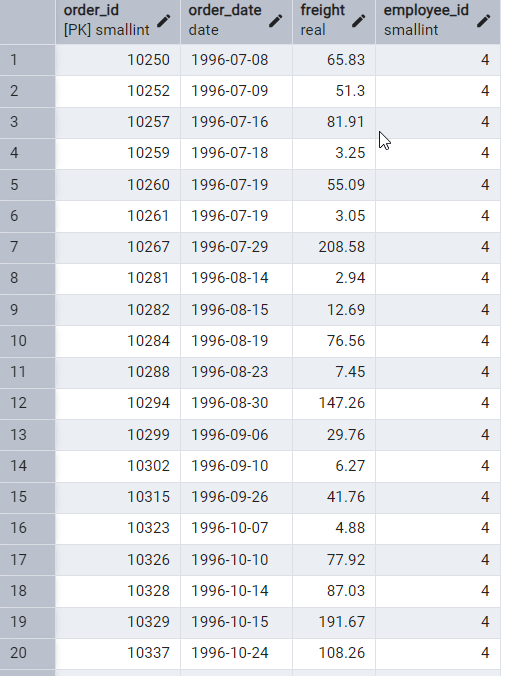 order_id order_date freight employee_id
[PK] smallint date real smallint
1 10250 1996-07-08 65.83 4
2 10252 1996-07-09 51.3 4
3 10257 1996-07-16 81.91 4
4 10259 1996-07-18 3.25 4
5 10260 1996-07-19 55.09 4
6 10261 1996-07-19 3.05 4
7 10267 1996-07-29 208.58 4
8 10281 1996-08-14 2.94 4
9 10282 1996-08-15 12.69 4
10 10284 1996-08-19 76.56 4
11 10288 1996-08-23 7.45 4
12 10294 1996-08-30 147.26 4
13 10299 1996-09-06 29.76 4
14 10302 1996-09-10 6.27 4
15 10315 1996-09-26 41.76 4
16 10323 1996-10-07 4.88 4
17 10326 1996-10-10 77.92 4
18 10328 1996-10-14 87.03 4
19 10329 1996-10-15 191.67 4
20 10337 1996-10-24 108.26 4